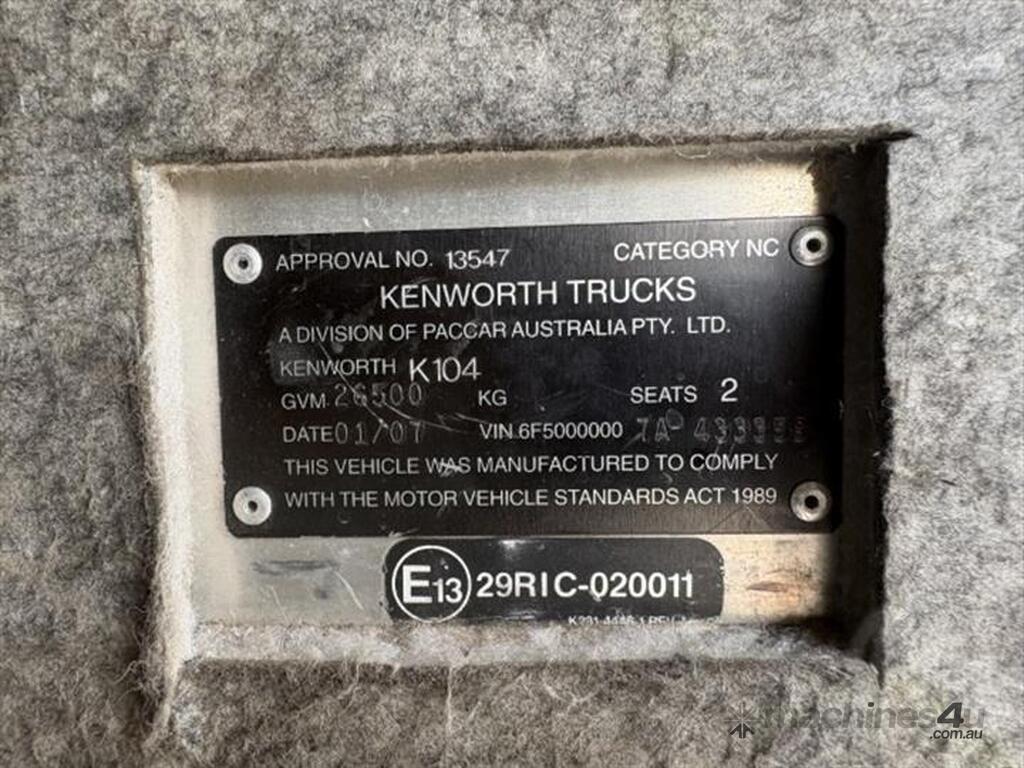 APPROVAL NO. 13547 CATEGORY NC
KENWORTH TRUCKS
A DIVISION OF PACCAR AUSTRALIA PTY. LTD.
KENWORTH K104
GVM 26500 KG SEATS 2
DATE 01/07 VIN 6F5000000 7A
THIS VEHICLE WAS MANUFACTURED TO COMPLY
WITH THE MOTOR VEHICLE STANDARDS ACT 1989
E13 29RIC-020011
machines4u
.com.au